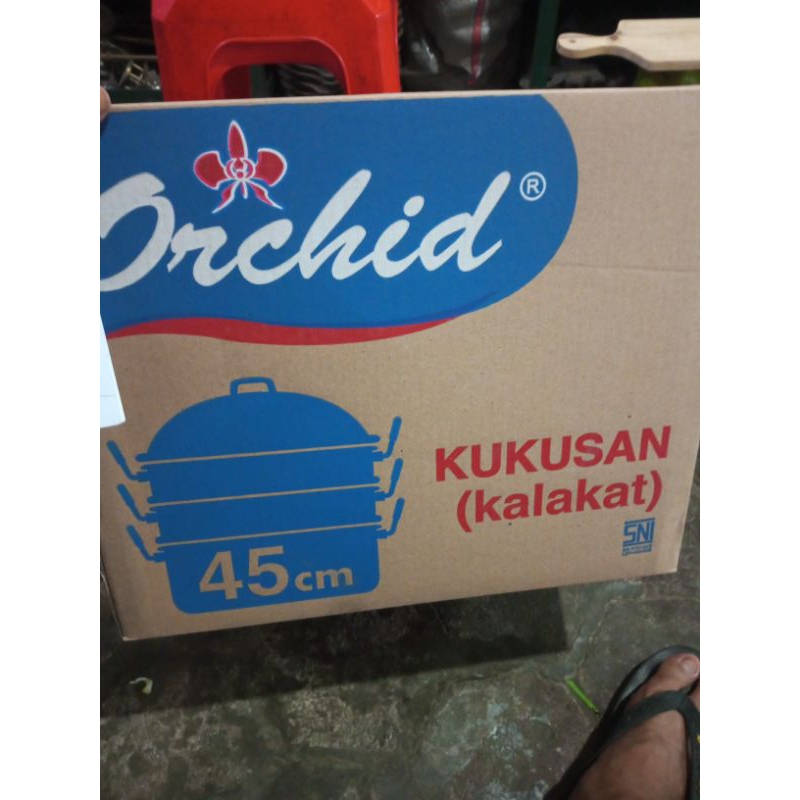 Orchid ®
KUKUSAN
(kalakat)
SNI
45cm